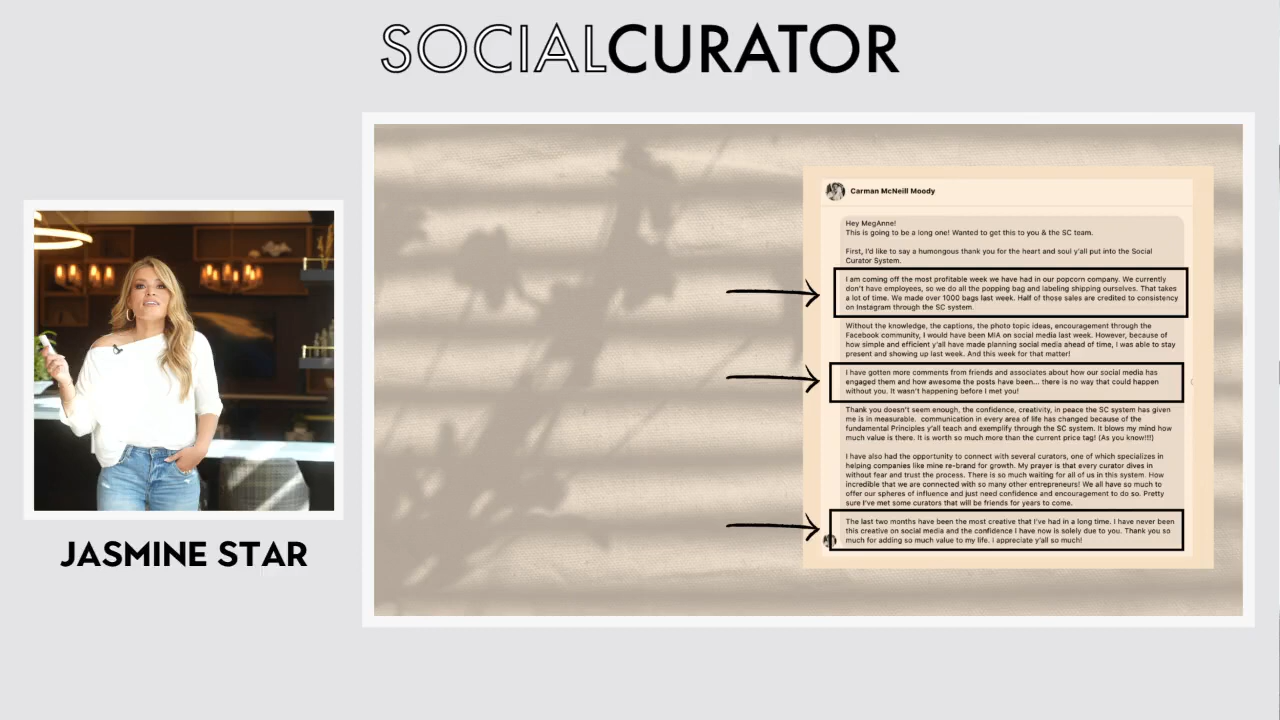 SOCIALCURATOR
JASMINE STAR
Carman McNeill Moody
Hey MegAnne!
This is going to be a long one! Wanted to get this to you & the SC team.
First, I'd like to say a humongous thank you for the heart and soul y'all put into the Social
Curator System.
I am coming off the most profitable week we have had in our popcorn company. We currently
don't have employees, so we do all the popping bag and labeling shipping ourselves. That takes
a lot of time. We made over 1000 bags last week. Half of those sales are credited to consistency
on Instagram through the SC system.
Without the knowledge, the captions, the photo topic ideas, encouragement through the
Facebook community, I would have been MIA on social media last week. However, because of
how simple and efficient y'all have made planning social media ahead of time, I was able to stay
present and showing up last week. And this week for that matter!
I have gotten more comments from friends and associates about how our social media has
engaged them and how awesome the posts have been... there is no way that could happen
without you. It wasn't happening before I met you!
Thank you doesn't seem enough, the confidence, creativity, in peace the SC system has given
me is in measurable.  communication in every area of life has changed because of the
fundamental Principles y'all teach and exemplify through the SC system. It blows my mind how
much value is there. It is worth so much more than the current price tag! (As you know!!!)
I have also had the opportunity to connect with several curators, one of which specializes in
helping companies like mine re-brand for growth. My prayer is that every curator dives in
without fear and trust the process. There is so much waiting for all of us in this system. How
incredible that we are connected with so many other entrepreneurs! We all have so much to
offer our spheres of influence and just need confidence and encouragement to do so. Pretty
sure I've met some curators that will be friends for years to come.
The last two months have been the most creative that I've had in a long time. I have never been
this creative on social media and the confidence I have now is solely due to you. Thank you so
much for adding so much value to my life. I appreciate y'all so much!